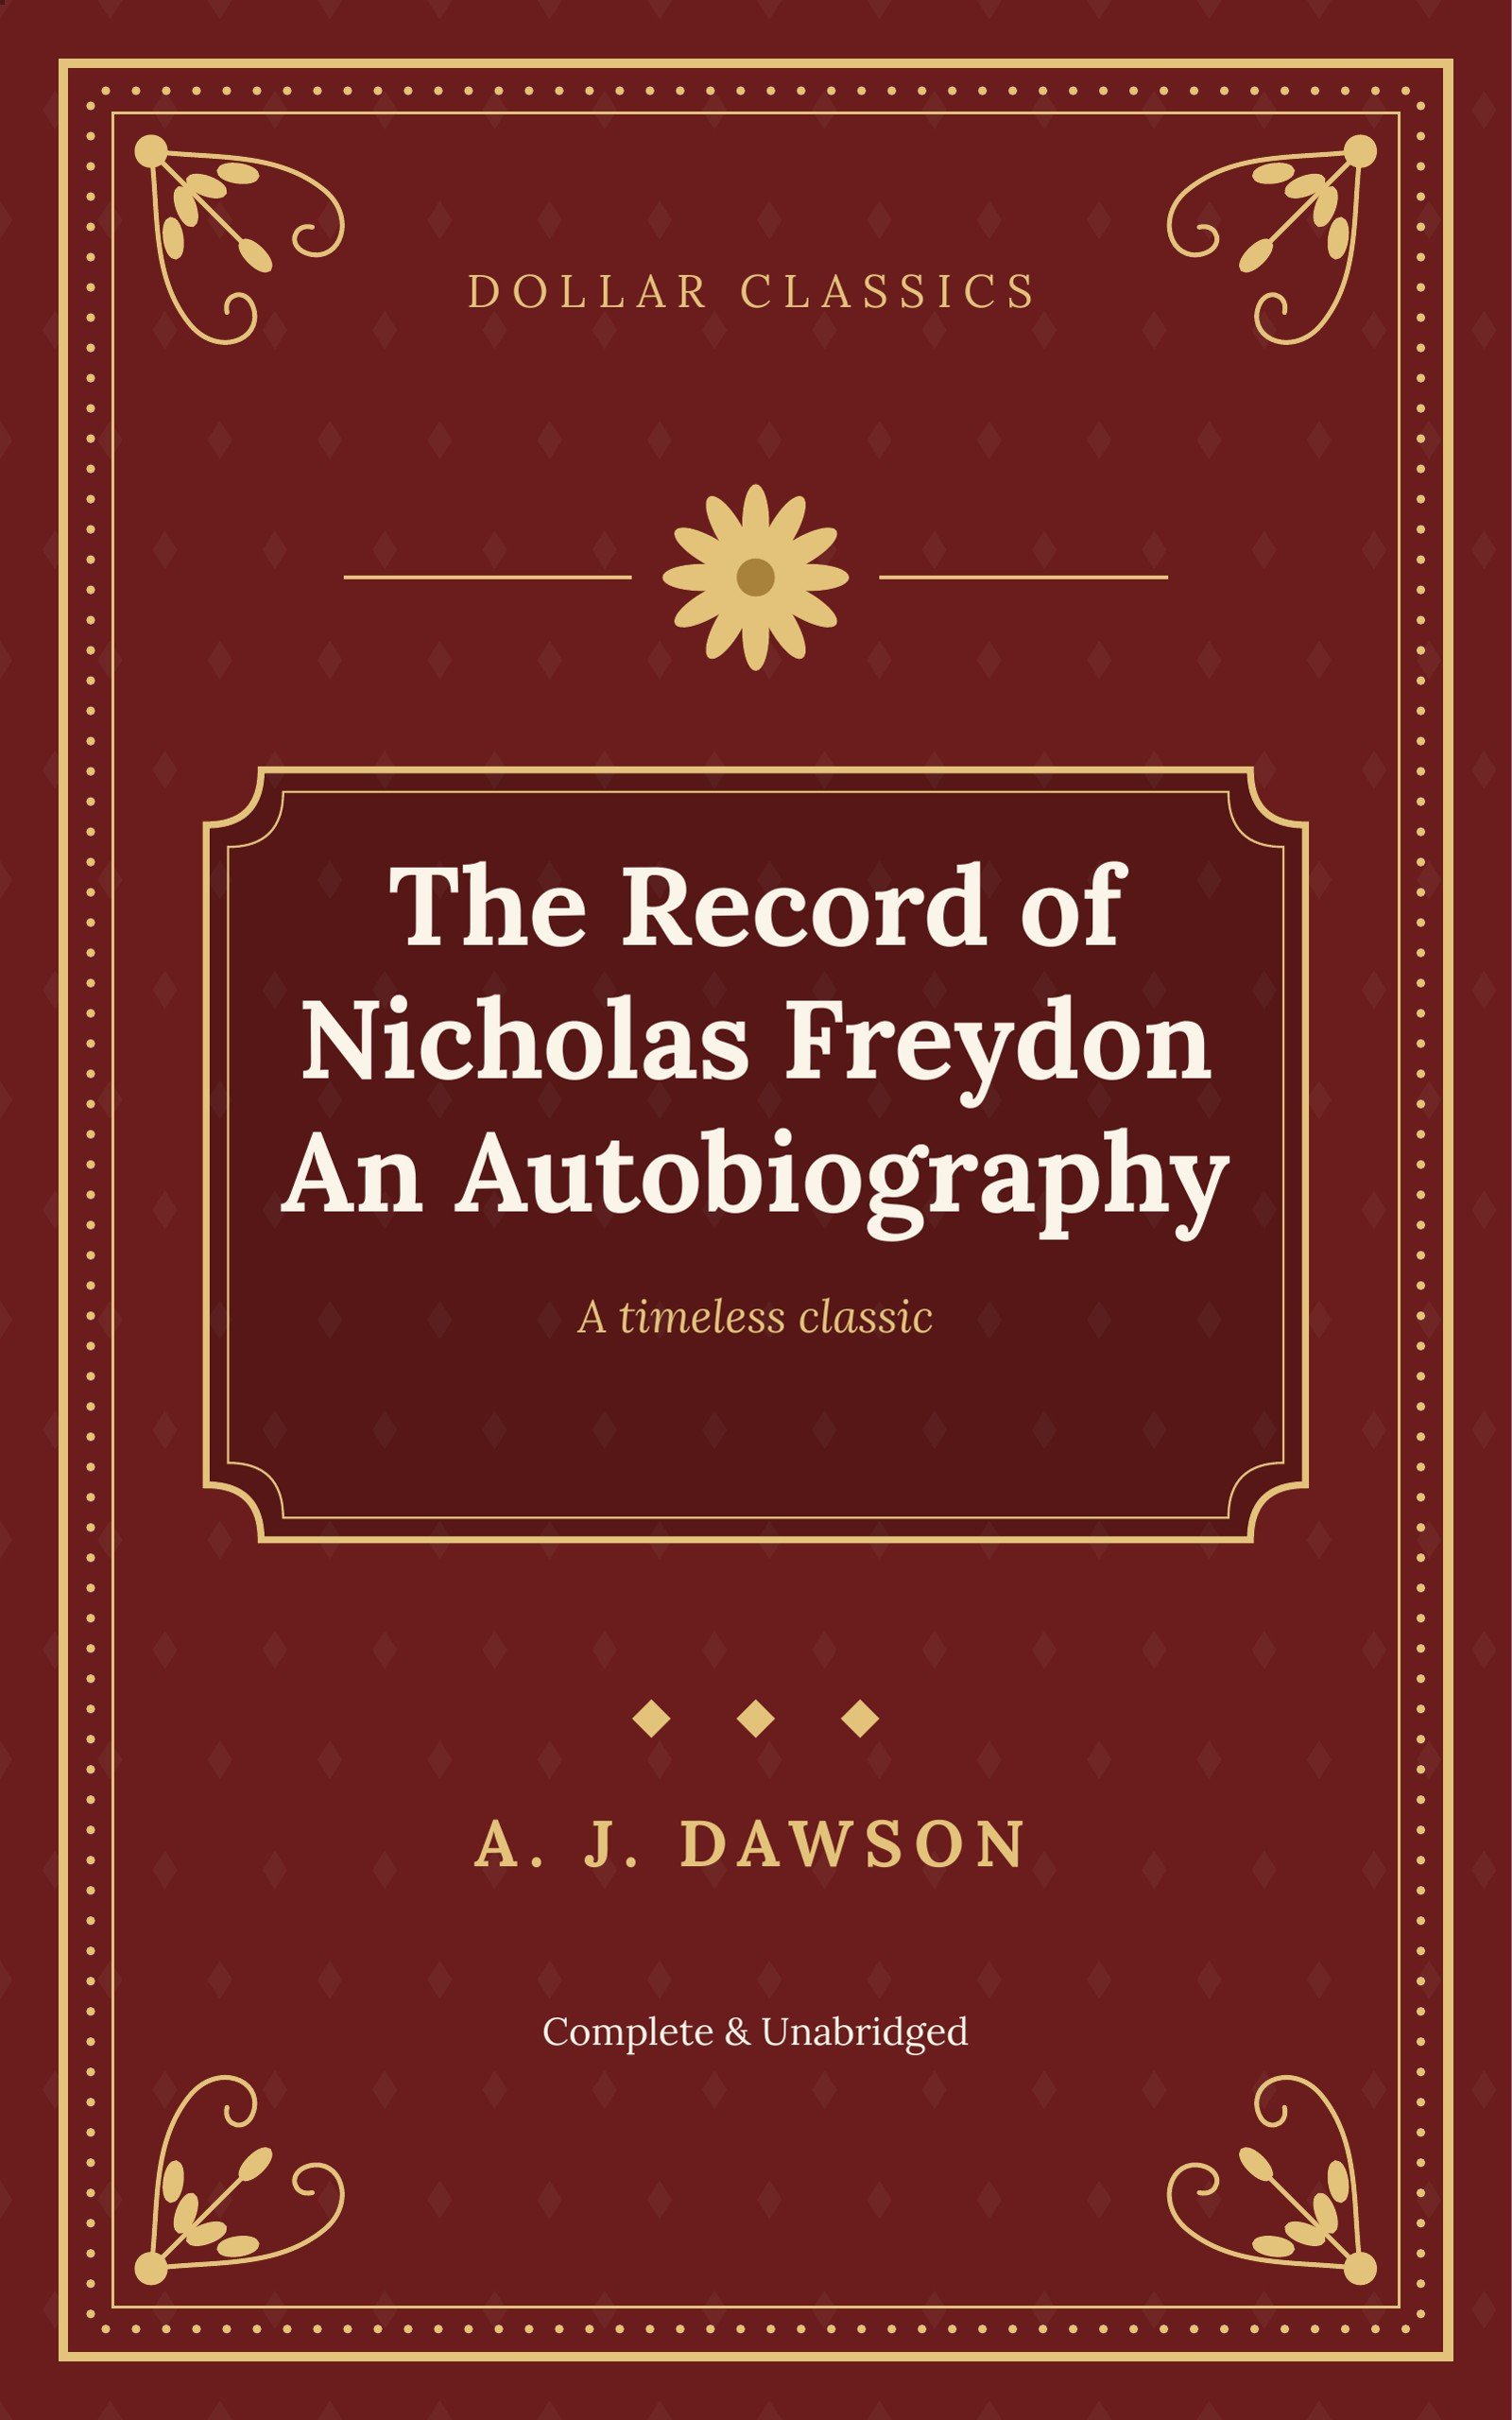 DOLLAR CLASSICS
The Record of
Nicholas Freydon
An Autobiography
A timeless classic
A. J. DAWSON
Complete & Unabridged